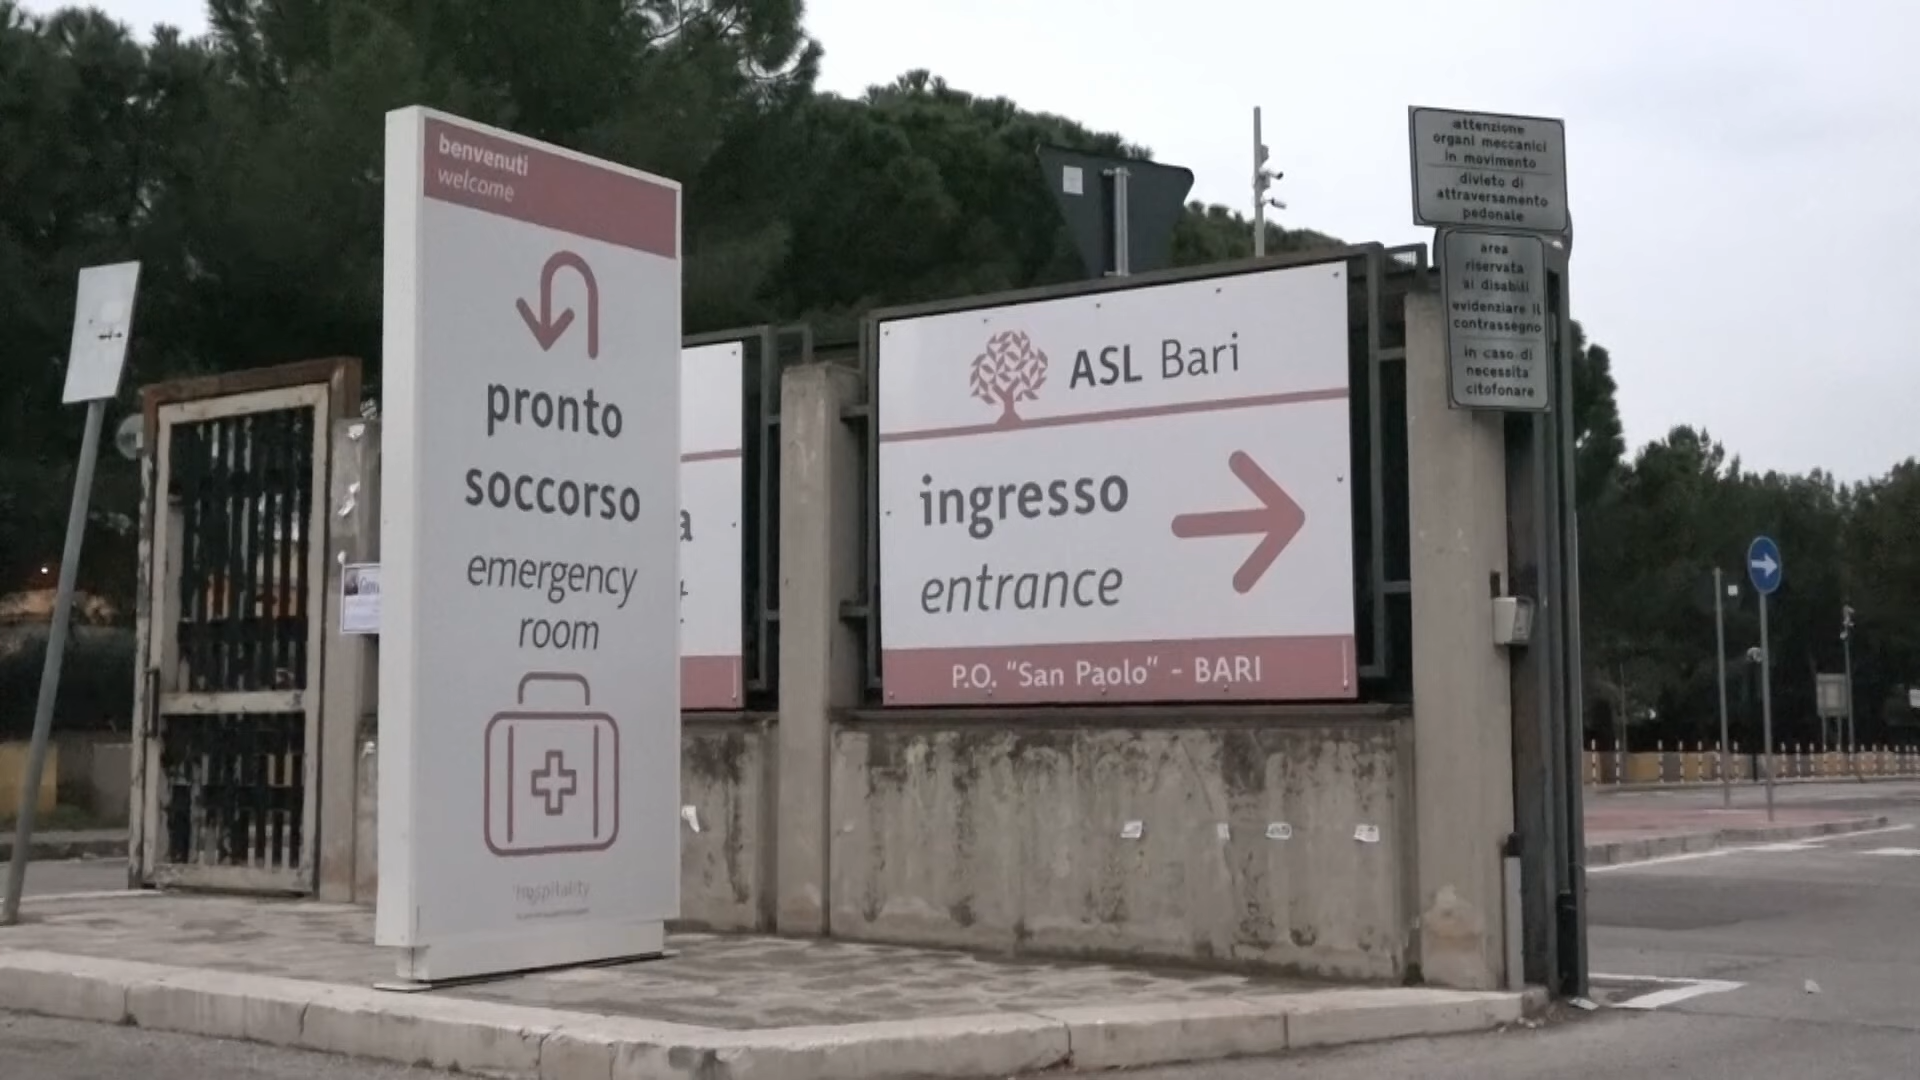 benvenuti
welcome
pronto
soccorso
emergency
room
Hospitality
a
ASL Bari
ingresso
entrance
P.O. "San Paolo" - BARI
attenzione
organi meccanici
in movimento
divieto di
attraversamento
pedonale
area
riservata
ai disabili
evidenziare il
contrassegno
in caso di
necessita'
citofonare